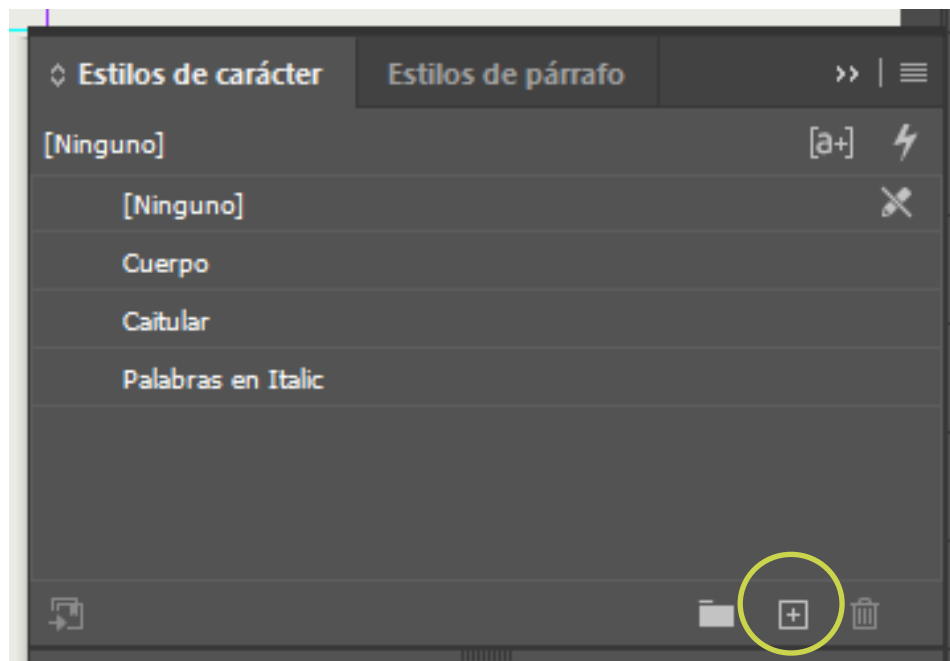 Estilos de carácter
Estilos de párrafo
[Ninguno]
[a+]
[Ninguno]
Cuerpo
Caitular
Palabras en Italic